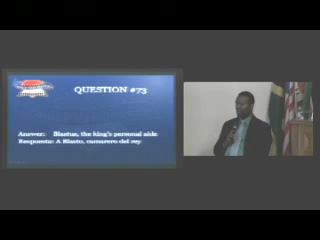 QUESTION #73
Answer: Blastus, the king's personal aide
Respuesta: A Blasto, camarero del rey